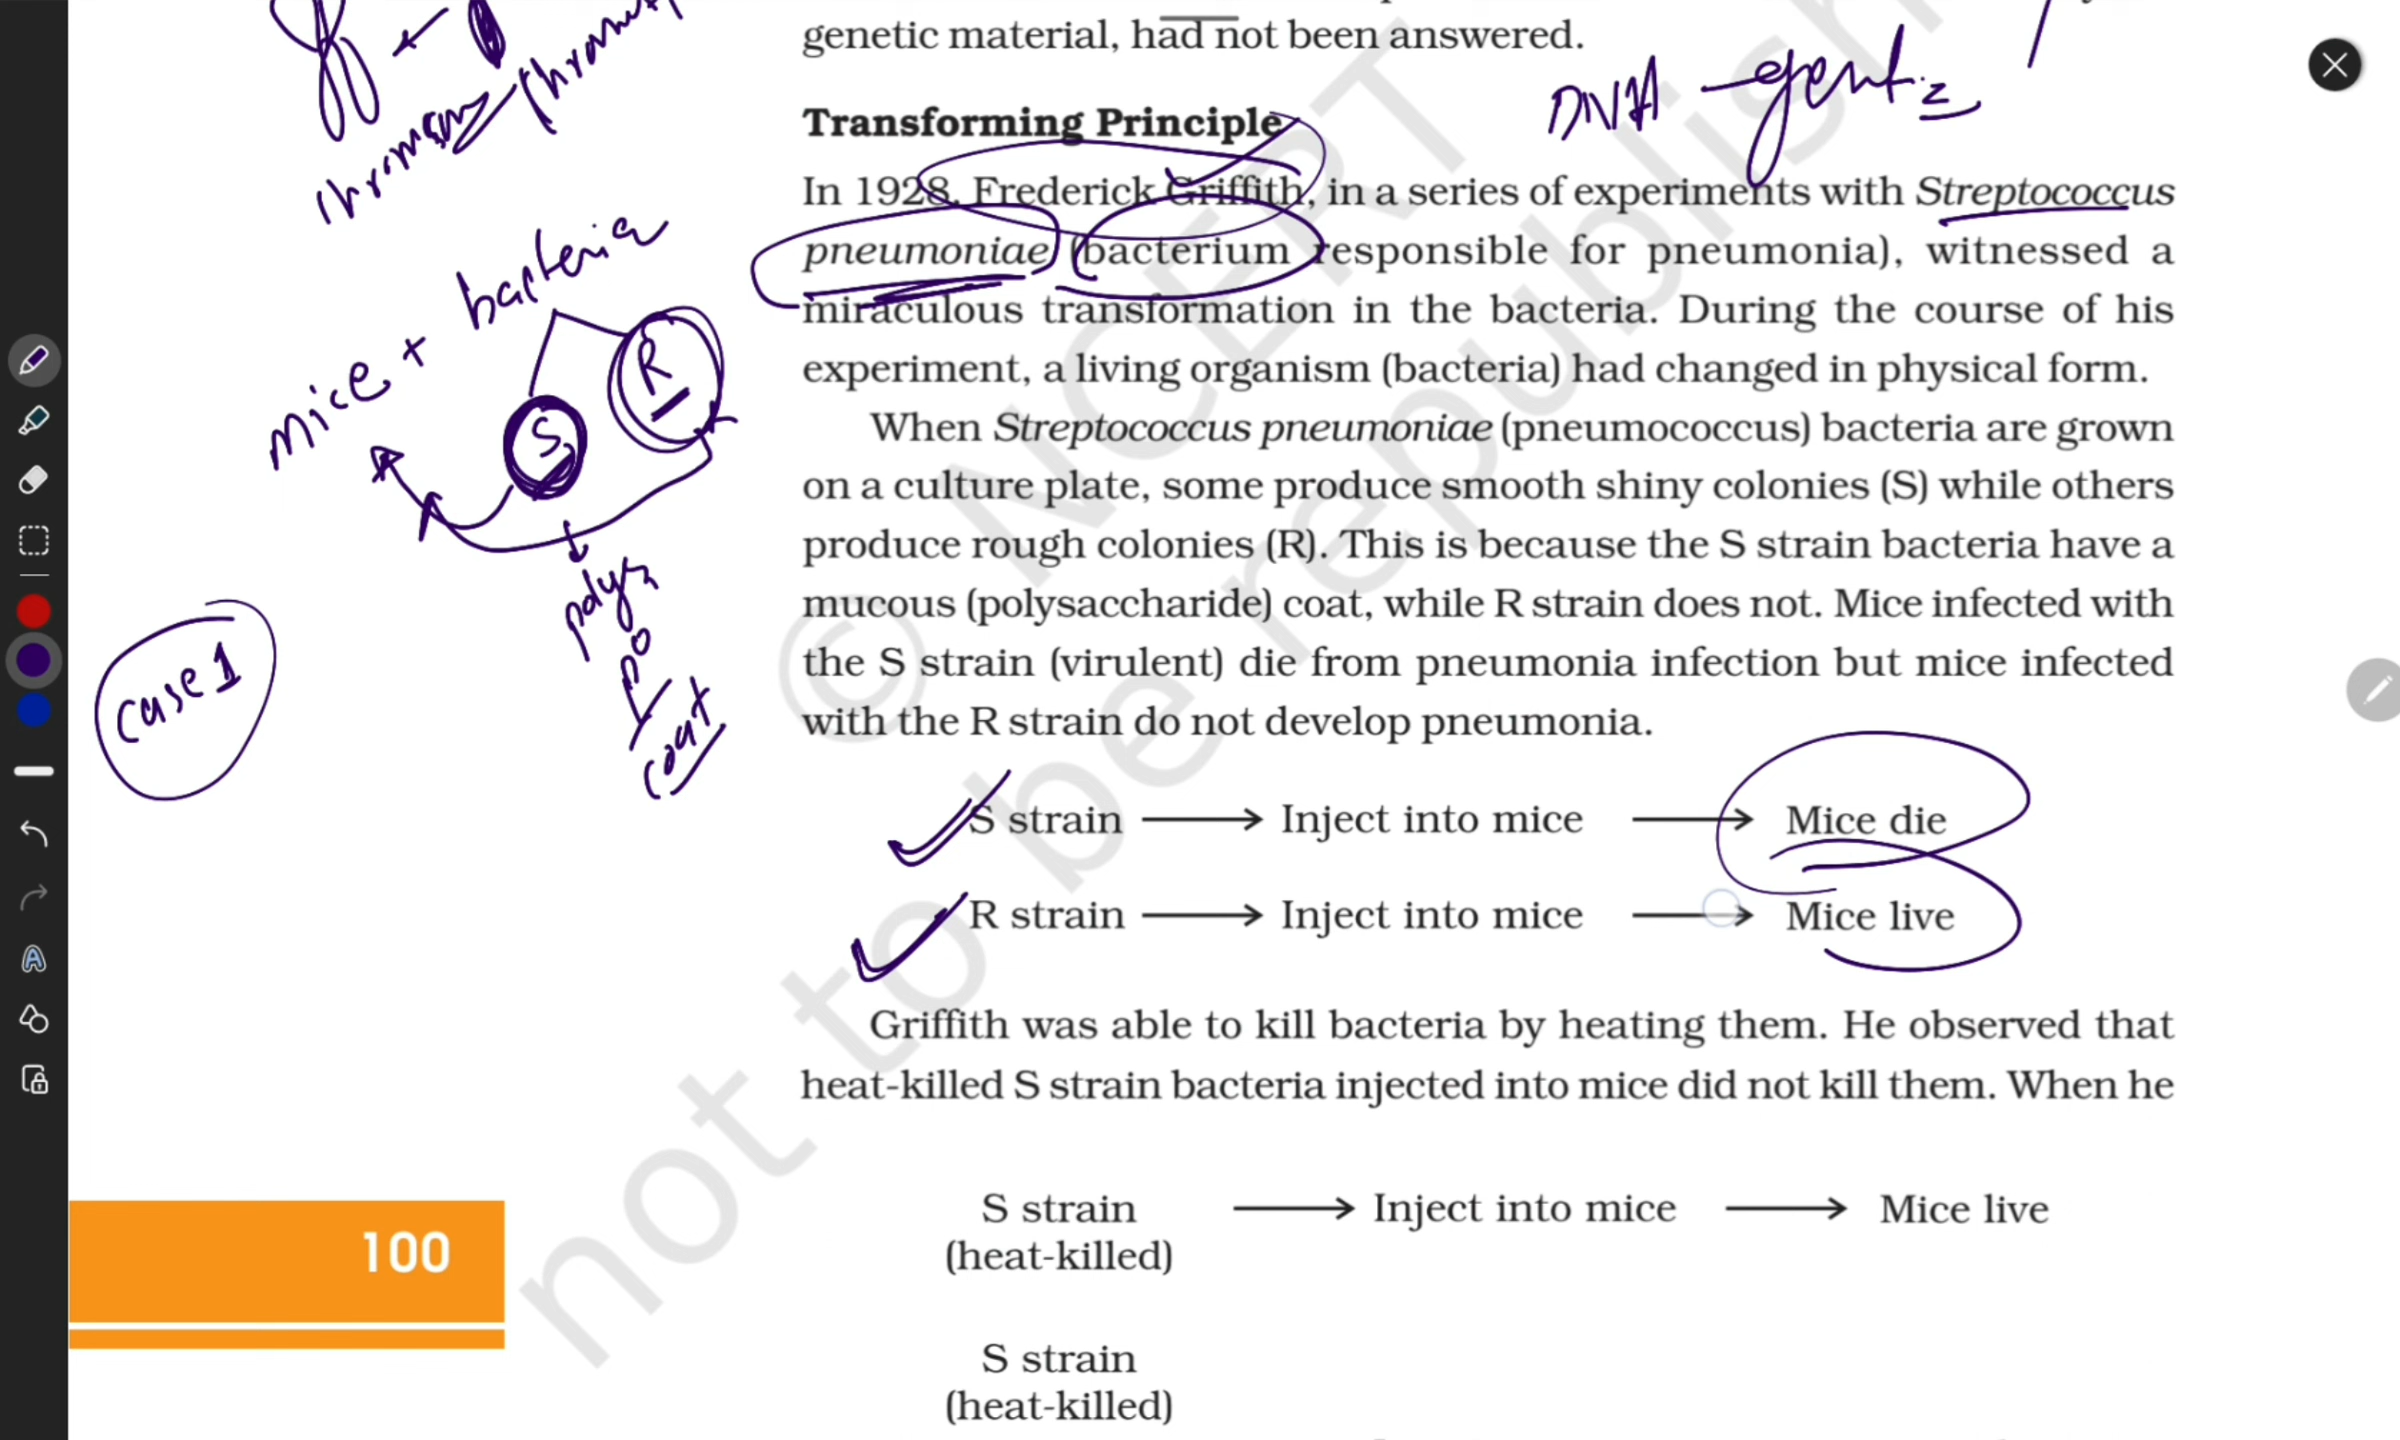 genetic material, had not been answered.
DNA - genetiz
Transforming Principle
In 1928, Frederick Griffith, in a series of experiments with Streptococcus
pneumoniae (bacterium responsible for pneumonia), witnessed a
miraculous transformation in the bacteria. During the course of his
experiment, a living organism (bacteria) had changed in physical form.
When Streptococcus pneumoniae (pneumococcus) bacteria are grown
on a culture plate, some produce smooth shiny colonies (S) while others
produce rough colonies (R). This is because the S strain bacteria have a
mucous (polysaccharide) coat, while R strain does not. Mice infected with
the S strain (virulent) die from pneumonia infection but mice infected
with the R strain do not develop pneumonia.
mice + bacteria
S
R
coat
case 1
S strain → Inject into mice → Mice die
R strain → Inject into mice → Mice live
Griffith was able to kill bacteria by heating them. He observed that
heat-killed S strain bacteria injected into mice did not kill them. When he
S strain → Inject into mice → Mice live
(heat-killed)
S strain
(heat-killed)
100
© NCERT
not to be republish